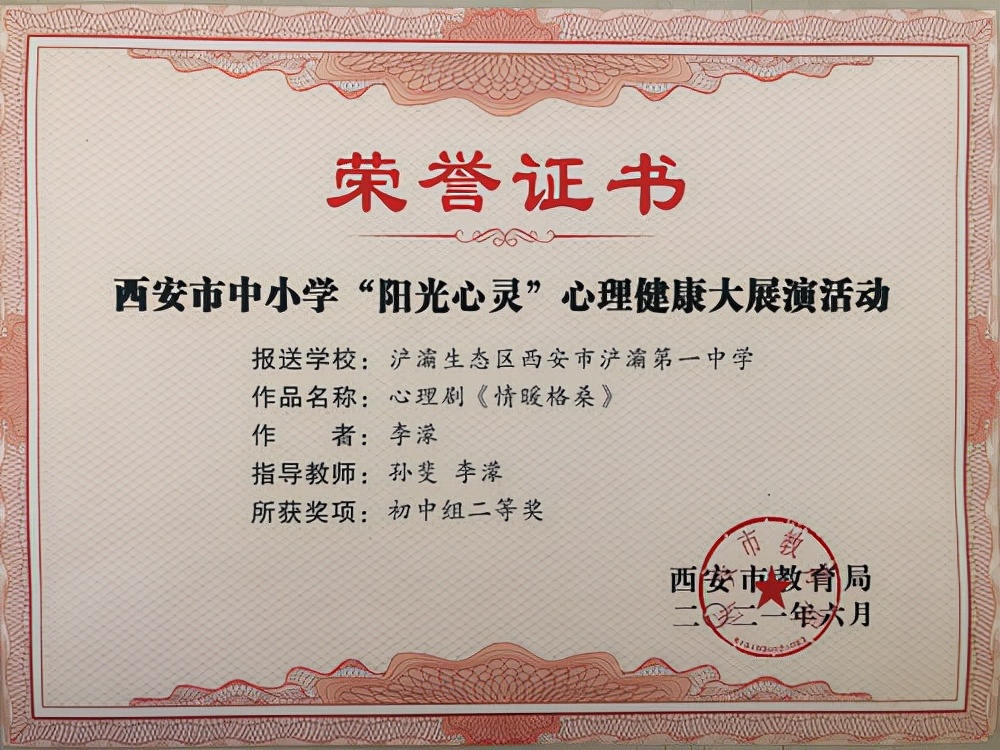 荣誉证书
西安市中小学“阳光心灵”心理健康大展演活动
报送学校：浐灞生态区西安市浐灞第一中学
作品名称：心理剧《情暖格桑》
作　　者：李濛
指导教师：孙斐 李濛
所获奖项：初中组二等奖
西安市教育局
二〇二一年六月